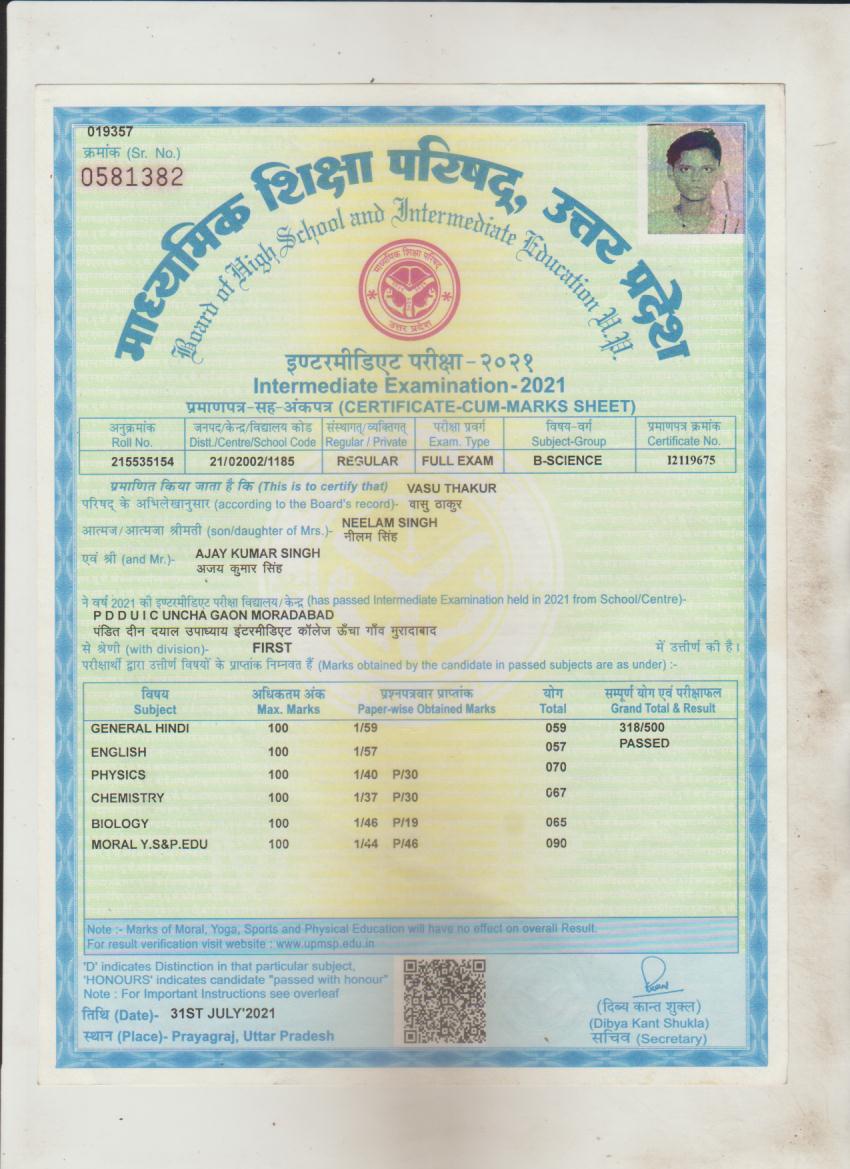 019357
क्रमांक (Sr. No.)
0581382
माध्यमिक शिक्षा परिषद्, उत्तर प्रदेश
Board of High School and Intermediate Education U.P.
माध्यमिक शिक्षा परिषद्
उत्तर प्रदेश
इण्टरमीडिएट परीक्षा-२०२१
Intermediate Examination-2021
प्रमाणपत्र-सह-अंकपत्र (CERTIFICATE-CUM-MARKS SHEET)
अनुक्रमांक जनपद/केन्द्र/विद्यालय कोड संस्थागत्/व्यक्तिगत् परीक्षा प्रवर्ग विषय-वर्ग प्रमाणपत्र क्रमांक
Roll No. Distt./Centre/School Code Regular / Private Exam. Type Subject-Group Certificate No.
215535154 21/02002/1185 REGULAR FULL EXAM B-SCIENCE I2119675
प्रमाणित किया जाता है कि (This is to certify that) VASU THAKUR
परिषद् के अभिलेखानुसार (according to the Board's record)- वासु ठाकुर
आत्मज/आत्मजा श्रीमती (son/daughter of Mrs.)- NEELAM SINGH
नीलम सिंह
एवं श्री (and Mr.)- AJAY KUMAR SINGH
अजय कुमार सिंह
ने वर्ष 2021 की इण्टरमीडिएट परीक्षा विद्यालय/केन्द्र (has passed Intermediate Examination held in 2021 from School/Centre)-
P D D U I C UNCHA GAON MORADABAD
पंडित दीन दयाल उपाध्याय इंटरमीडिएट कॉलेज ऊँचा गाँव मुरादाबाद
से श्रेणी (with division)- FIRST में उत्तीर्ण की है।
परीक्षार्थी द्वारा उत्तीर्ण विषयों के प्राप्तांक निम्नवत हैं (Marks obtained by the candidate in passed subjects are as under) :-
विषय अधिकतम अंक प्रश्नपत्रवार प्राप्तांक योग सम्पूर्ण योग एवं परीक्षाफल
Subject Max. Marks Paper-wise Obtained Marks Total Grand Total & Result
GENERAL HINDI 100 1/59 059 318/500
ENGLISH 100 1/57 057 PASSED
PHYSICS 100 1/40 P/30 070
CHEMISTRY 100 1/37 P/30 067
BIOLOGY 100 1/46 P/19 065
MORAL Y.S&P.EDU 100 1/44 P/46 090
Note :- Marks of Moral, Yoga, Sports and Physical Education will have no effect on overall Result.
For result verification visit website : www.upmsp.edu.in
'D' indicates Distinction in that particular subject,
'HONOURS' indicates candidate "passed with honour"
Note : For Important Instructions see overleaf
तिथि (Date)- 31ST JULY'2021
स्थान (Place)- Prayagraj, Uttar Pradesh
(दिब्य कान्त शुक्ल)
(Dibya Kant Shukla)
सचिव (Secretary)